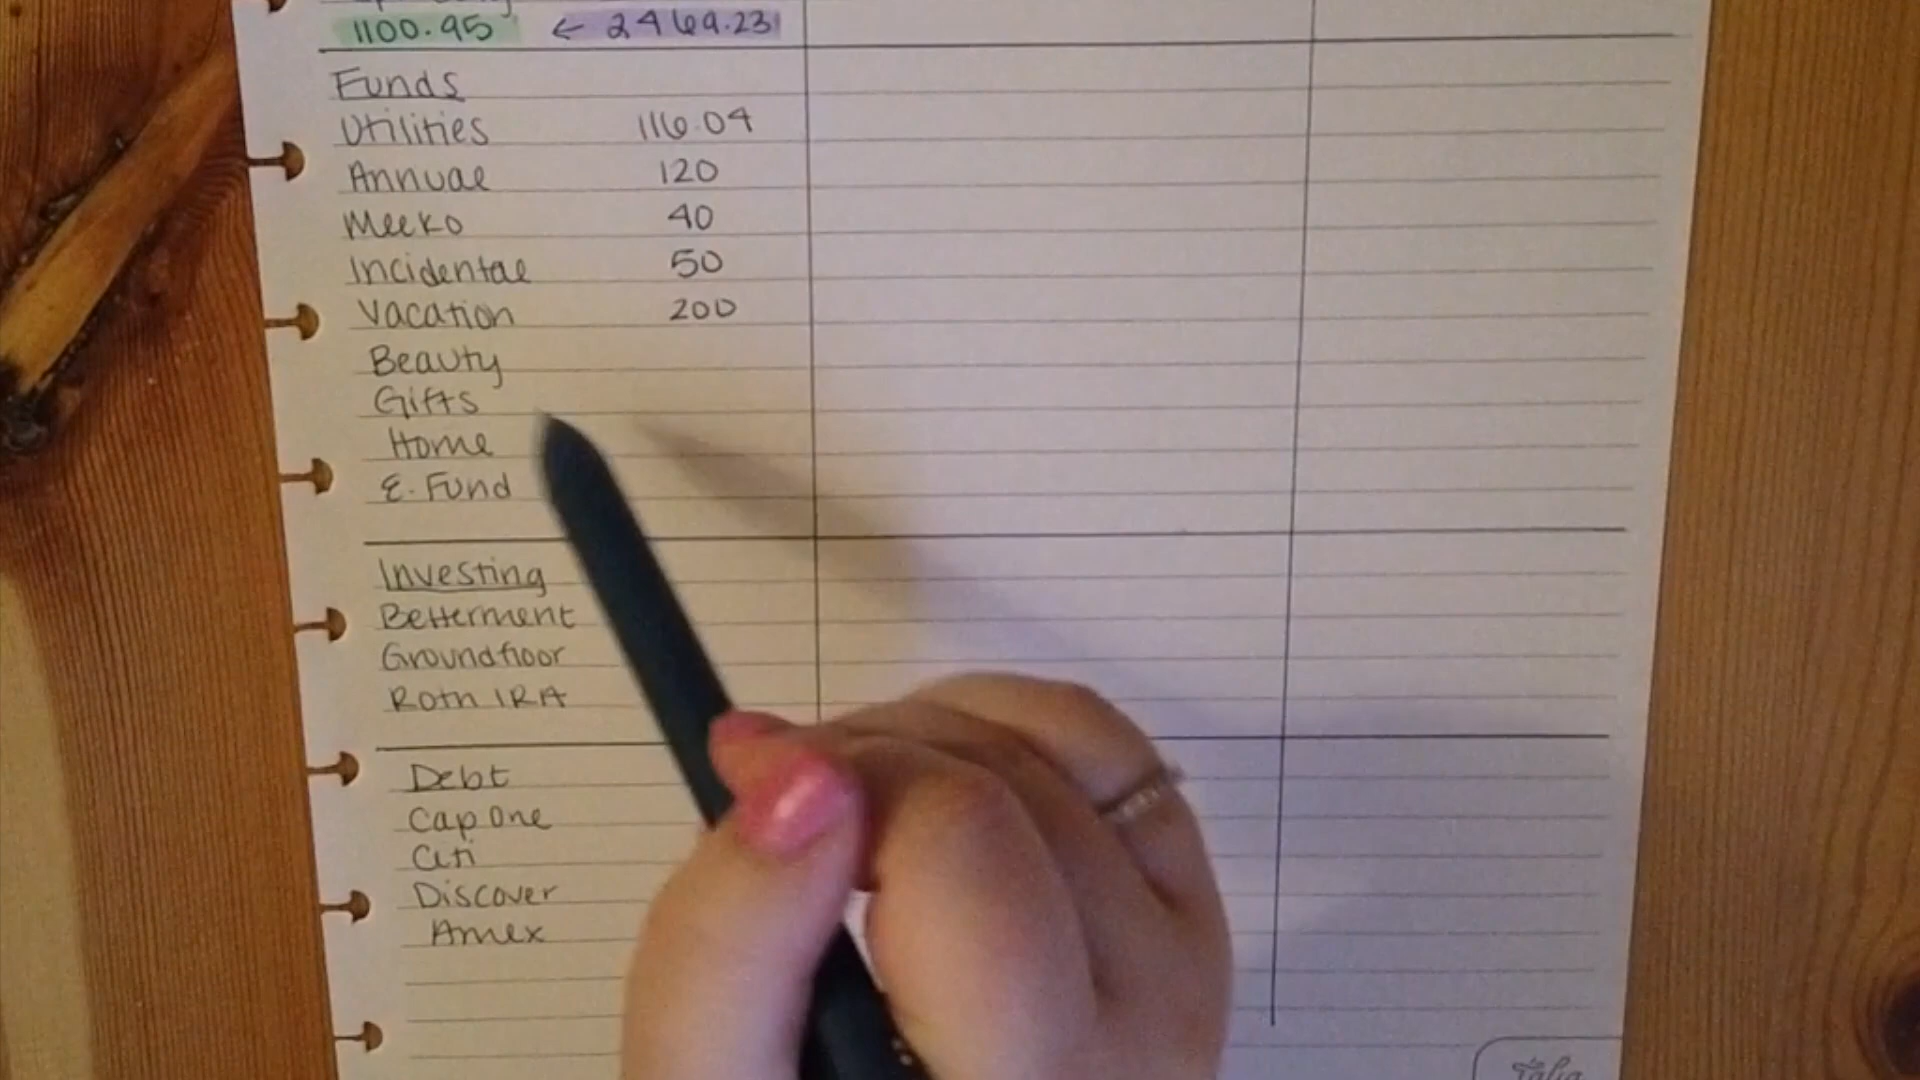 1100.95 ← 2469.23
Funds
Utilities 116.04
Annual 120
Meeko 40
Incidental 50
Vacation 200
Beauty
Gifts
Home
E. Fund
Investing
Betterment
Groundfloor
Roth IRA
Debt
Cap One
Citi
Discover
Amex